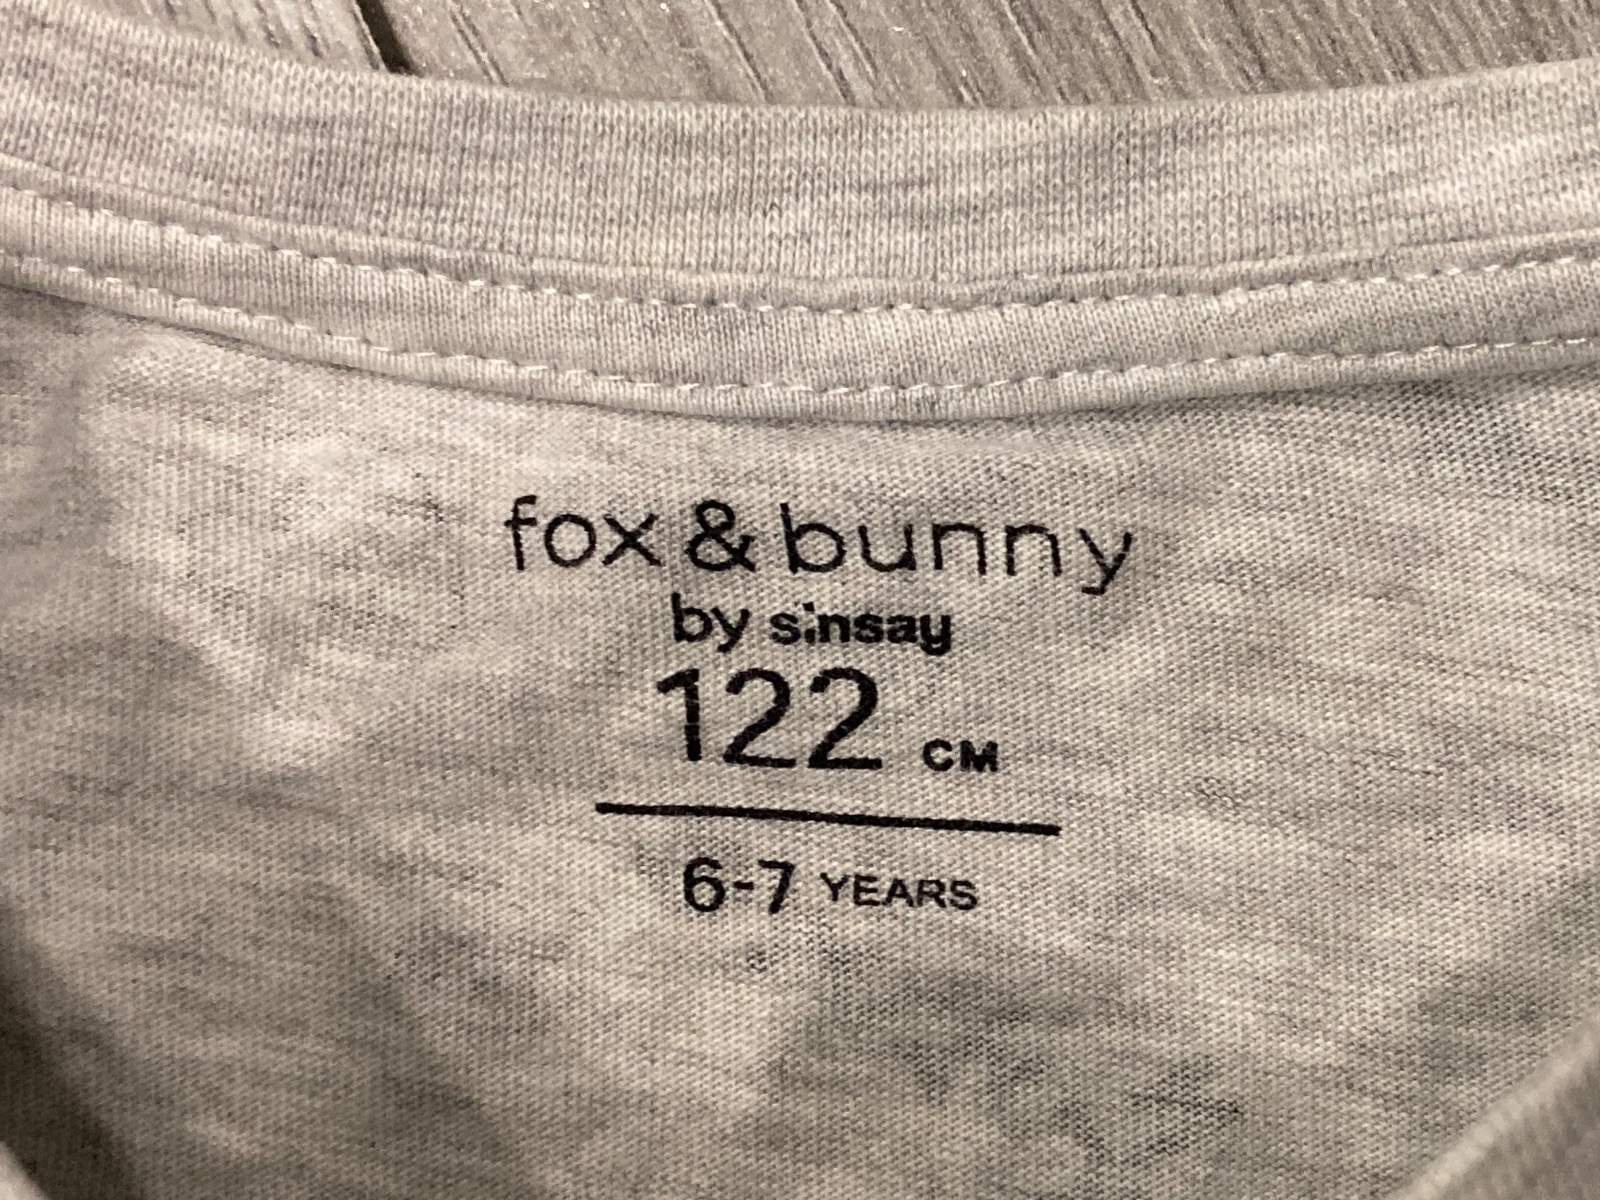 fox & bunny
by sinsay
122 CM
6-7 YEARS